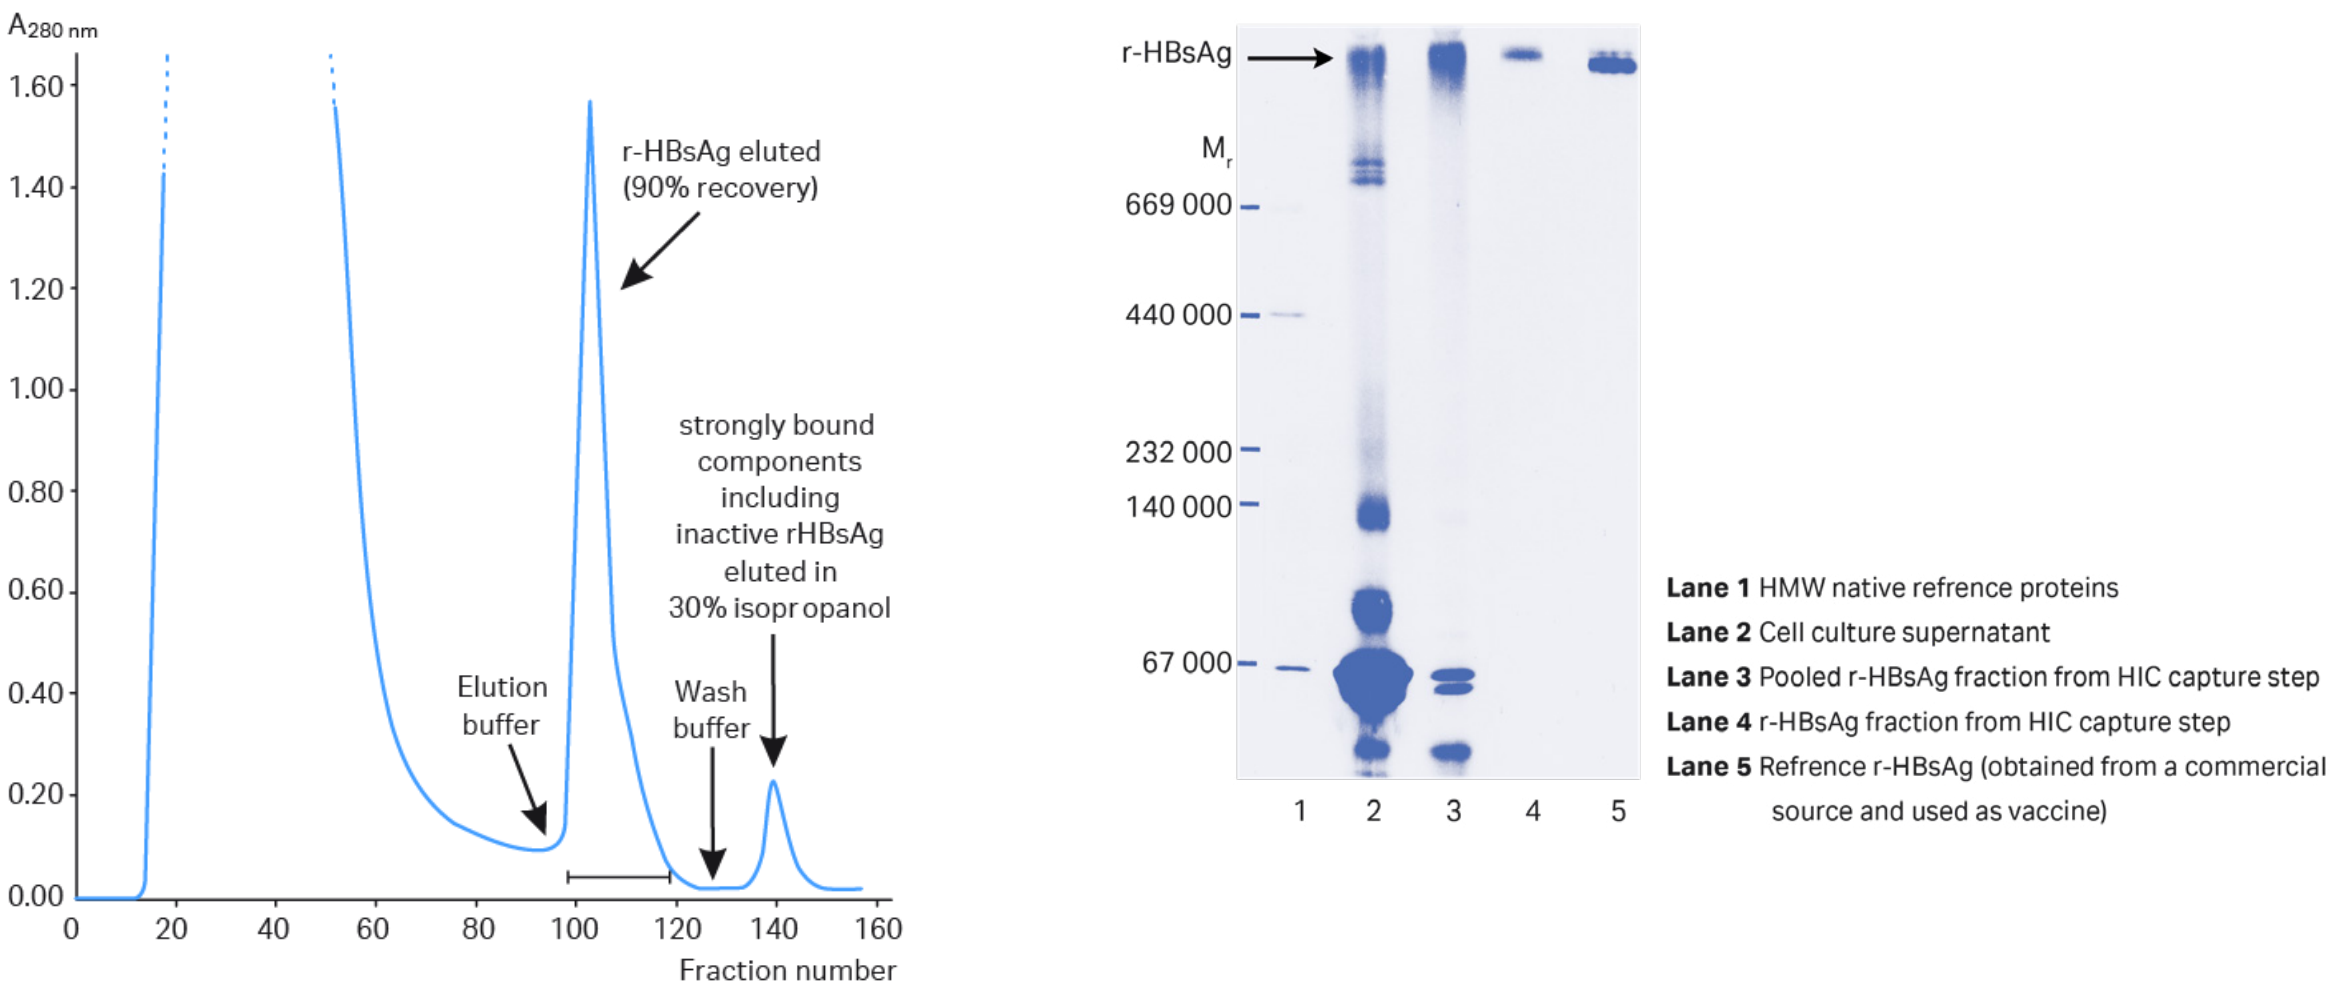 A280 nm
1.60
1.40
1.20
1.00
0.80
0.60
0.40
0.20
0.00
0 20 40 60 80 100 120 140 160
Fraction number
r-HBsAg eluted
(90% recovery)
strongly bound
components
including
inactive rHBsAg
eluted in
30% isopr opanol
Elution
buffer
Wash
buffer
r-HBsAg
Mr
669 000
440 000
232 000
140 000
67 000
1 2 3 4 5
Lane 1 HMW native refrence proteins
Lane 2 Cell culture supernatant
Lane 3 Pooled r-HBsAg fraction from HIC capture step
Lane 4 r-HBsAg fraction from HIC capture step
Lane 5 Refrence r-HBsAg (obtained from a commercial
source and used as vaccine)